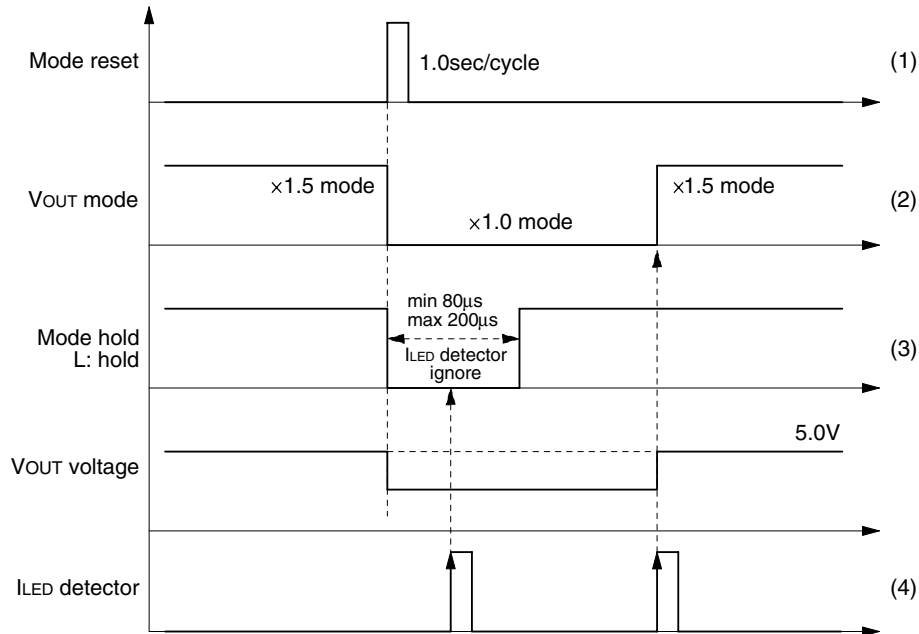 Mode reset
1.0sec/cycle
(1)
VOUT mode
×1.5 mode
×1.0 mode
×1.5 mode
(2)
Mode hold
L: hold
min 80μs
max 200μs
ILED detector
ignore
(3)
VOUT voltage
5.0V
ILED detector
(4)